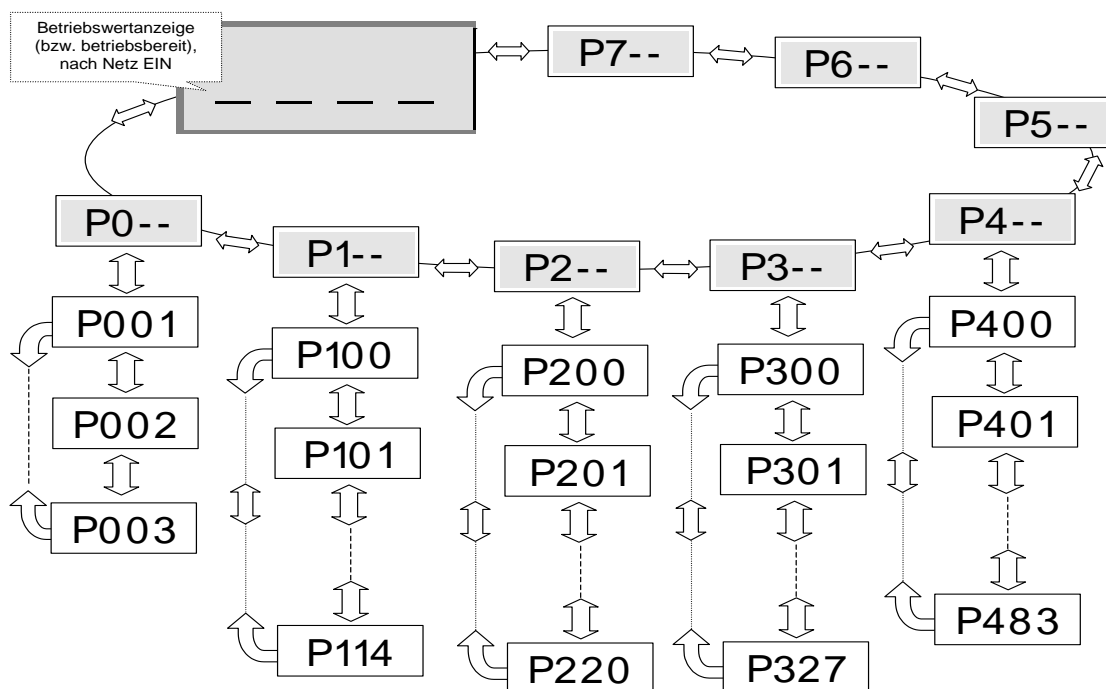 Betriebswertanzeige
(bzw. betriebsbereit),
nach Netz EIN
_ _ _ _
P7--
P6--
P5--
P0--
P1--
P2--
P3--
P4--
P001
P002
P003
P100
P101
P114
P200
P201
P220
P300
P301
P327
P400
P401
P483